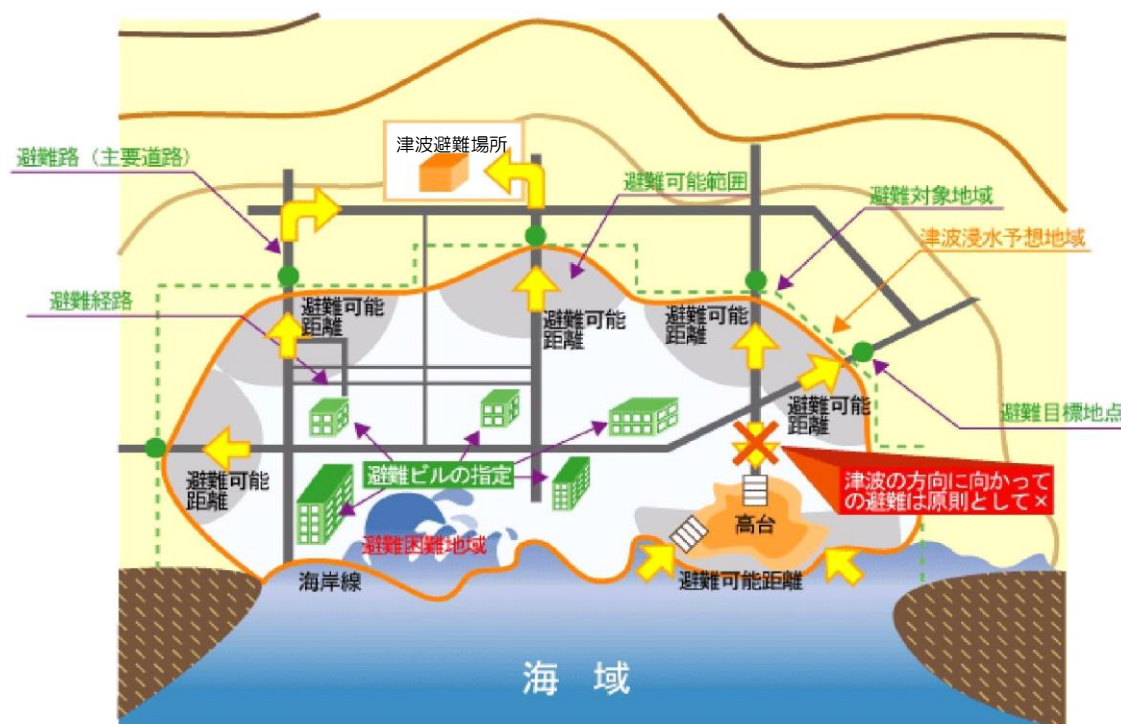 津波避難場所
避難路（主要道路）
避難可能範囲
避難対象地域
津波浸水予想地域
避難経路
避難可能
距離
避難可能
距離
避難可能
距離
避難可能
距離
避難目標地点
避難可能
距離
避難ビルの指定
津波の方向に向かって
の避難は原則として×
高台
避難困難地域
海岸線
避難可能距離
海域